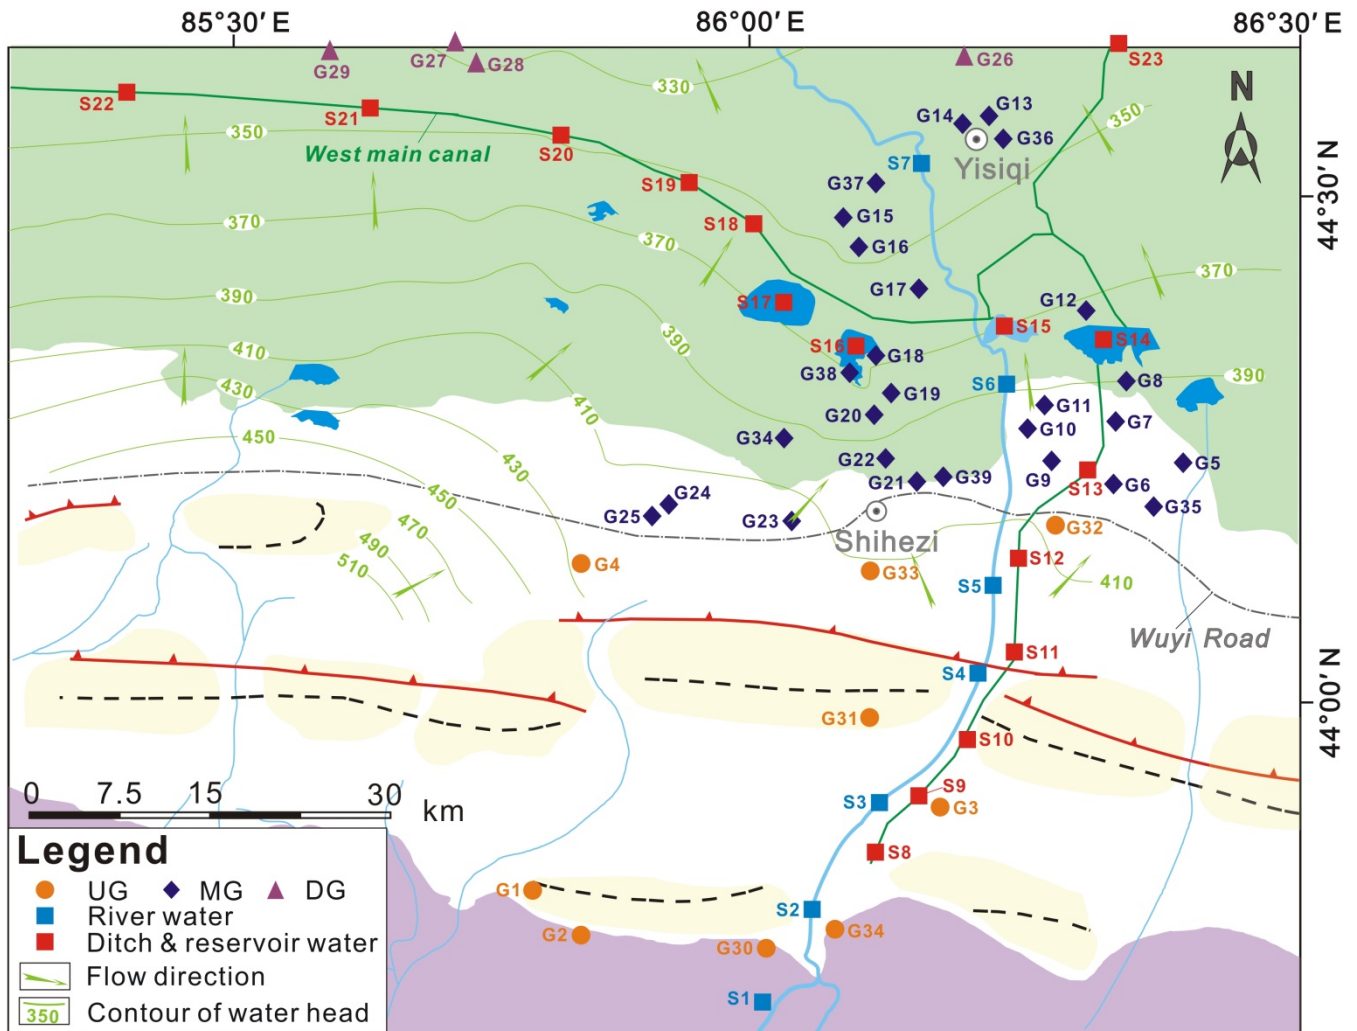 85°30′E 86°00′E 86°30′E
G29 G27 G28 G26 S23
S22 S21 330 N
G14 G13 350
350 S20 G36
West main canal S7 Yisiqi
S19 G37
44°30′N
370 S18 G15
370 G16
390 G17 370
S17 G12
S15
390 S16 G18 S14
410 G38 S6 G8 390
430 G19
410 G20 G11 G7
450 G34 G10
430 G22 G9 G5
450 G24 G21 G39 S13 G6
G25 G23 G35
470 Shihezi G32
490
510 G4 G33 S12
S5 410
Wuyi Road
S11
S4
44°00′N
G31 S10
0 7.5 15 30 km
S9
S3 G3
Legend
S8
UG MG DG G1
River water S2
Ditch & reservoir water G2 G30 G34
Flow direction
350 Contour of water head S1